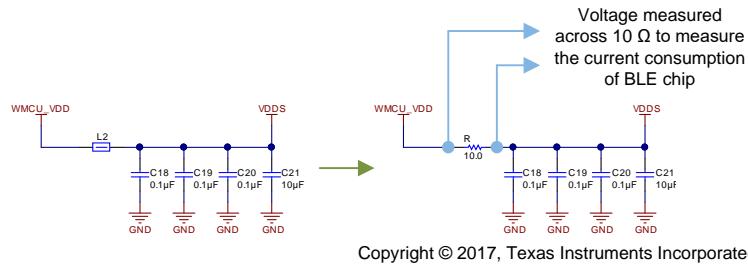 Voltage measured
across 10 Ω to measure
the current consumption
of BLE chip
WMCU_VDD
L2
VDDS
C18
0.1µF
C19
0.1µF
C20
0.1µF
C21
10µF
GND
GND
GND
GND
WMCU_VDD
R
10.0
VDDS
C18
0.1µF
C19
0.1µF
C20
0.1µF
C21
10µF
GND
GND
GND
GND
Copyright © 2017, Texas Instruments Incorporate